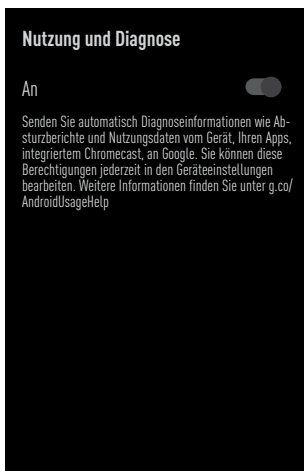 Nutzung und Diagnose
An
Senden Sie automatisch Diagnoseinformationen wie Ab-
sturzberichte und Nutzungsdaten vom Gerät, Ihren Apps,
integriertem Chromecast, an Google. Sie können diese
Berechtigungen jederzeit in den Geräteeinstellungen
bearbeiten. Weitere Informationen finden Sie unter g.co/
AndroidUsageHelp